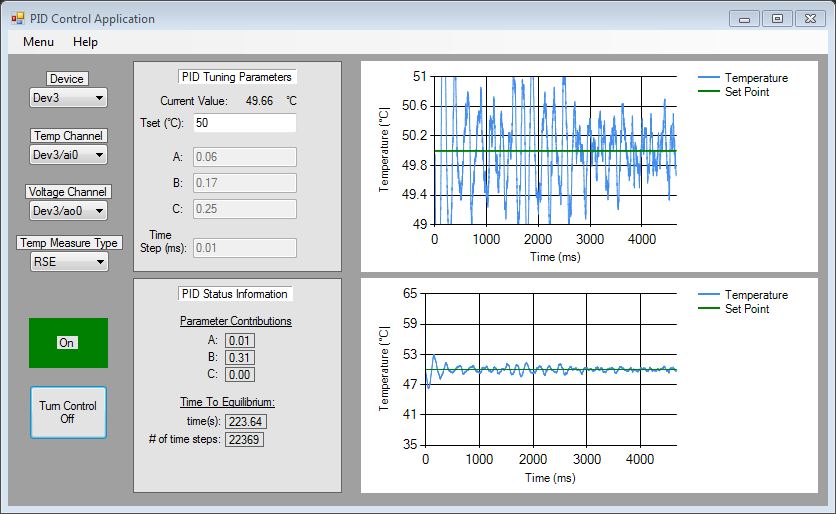 PID Control Application
Menu Help
Device
Dev3
Temp Channel
Dev3/ai0
Voltage Channel
Dev3/ao0
Temp Measure Type
RSE
On
Turn Control
Off
PID Tuning Parameters
Current Value: 49.66 °C
Tset (°C): 50
A: 0.06
B: 0.17
C: 0.25
Time
Step (ms): 0.01
PID Status Information
Parameter Contributions
A: 0.01
B: 0.31
C: 0.00
Time To Equilibrium:
time(s): 223.64
# of time steps: 22369
Temperature (°C)
51
50.6
50.2
49.8
49.4
49
0 1000 2000 3000 4000
Time (ms)
Temperature
Set Point
Temperature (°C)
65
59
53
47
41
35
0 1000 2000 3000 4000
Time (ms)
Temperature
Set Point